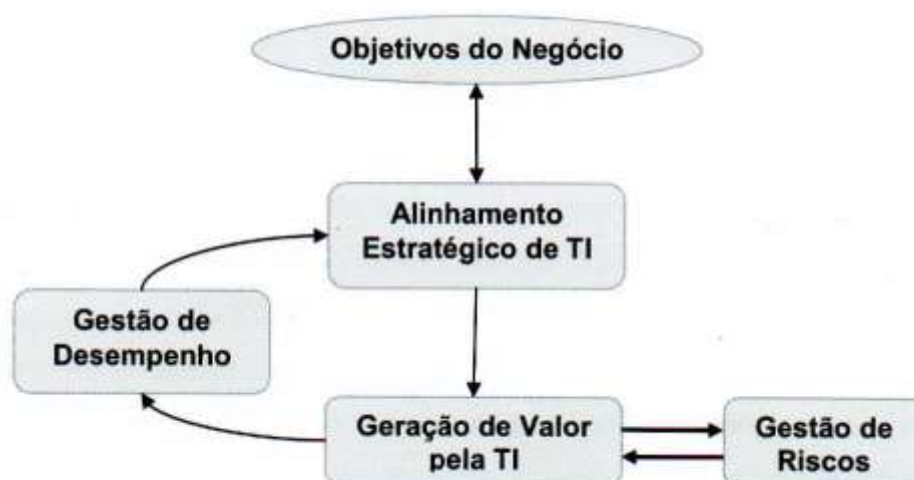 Objetivos do Negócio
Alinhamento
Estratégico de TI
Gestão de
Desempenho
Geração de Valor
pela TI
Gestão de
Riscos